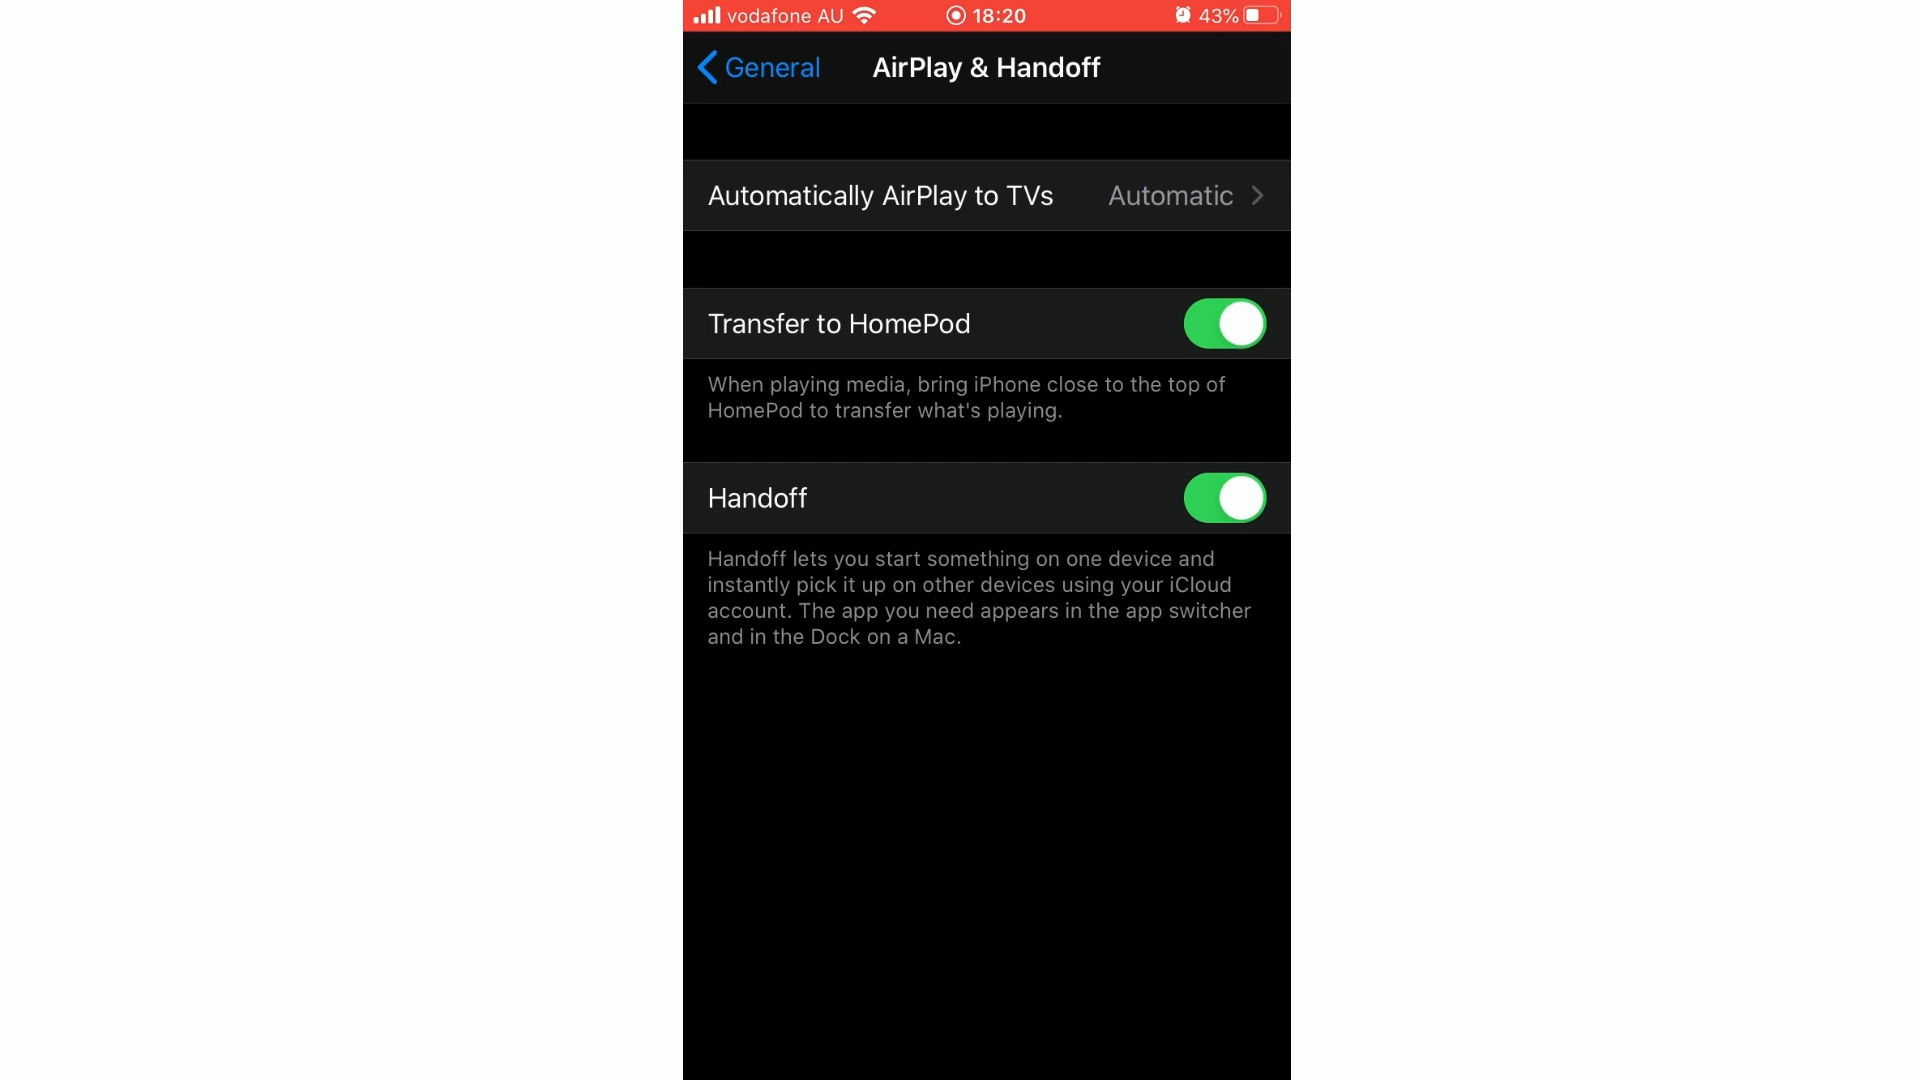 vodafone AU 18:20 43%
General AirPlay & Handoff
Automatically AirPlay to TVs Automatic
Transfer to HomePod
When playing media, bring iPhone close to the top of
HomePod to transfer what's playing.
Handoff
Handoff lets you start something on one device and
instantly pick it up on other devices using your iCloud
account. The app you need appears in the app switcher
and in the Dock on a Mac.